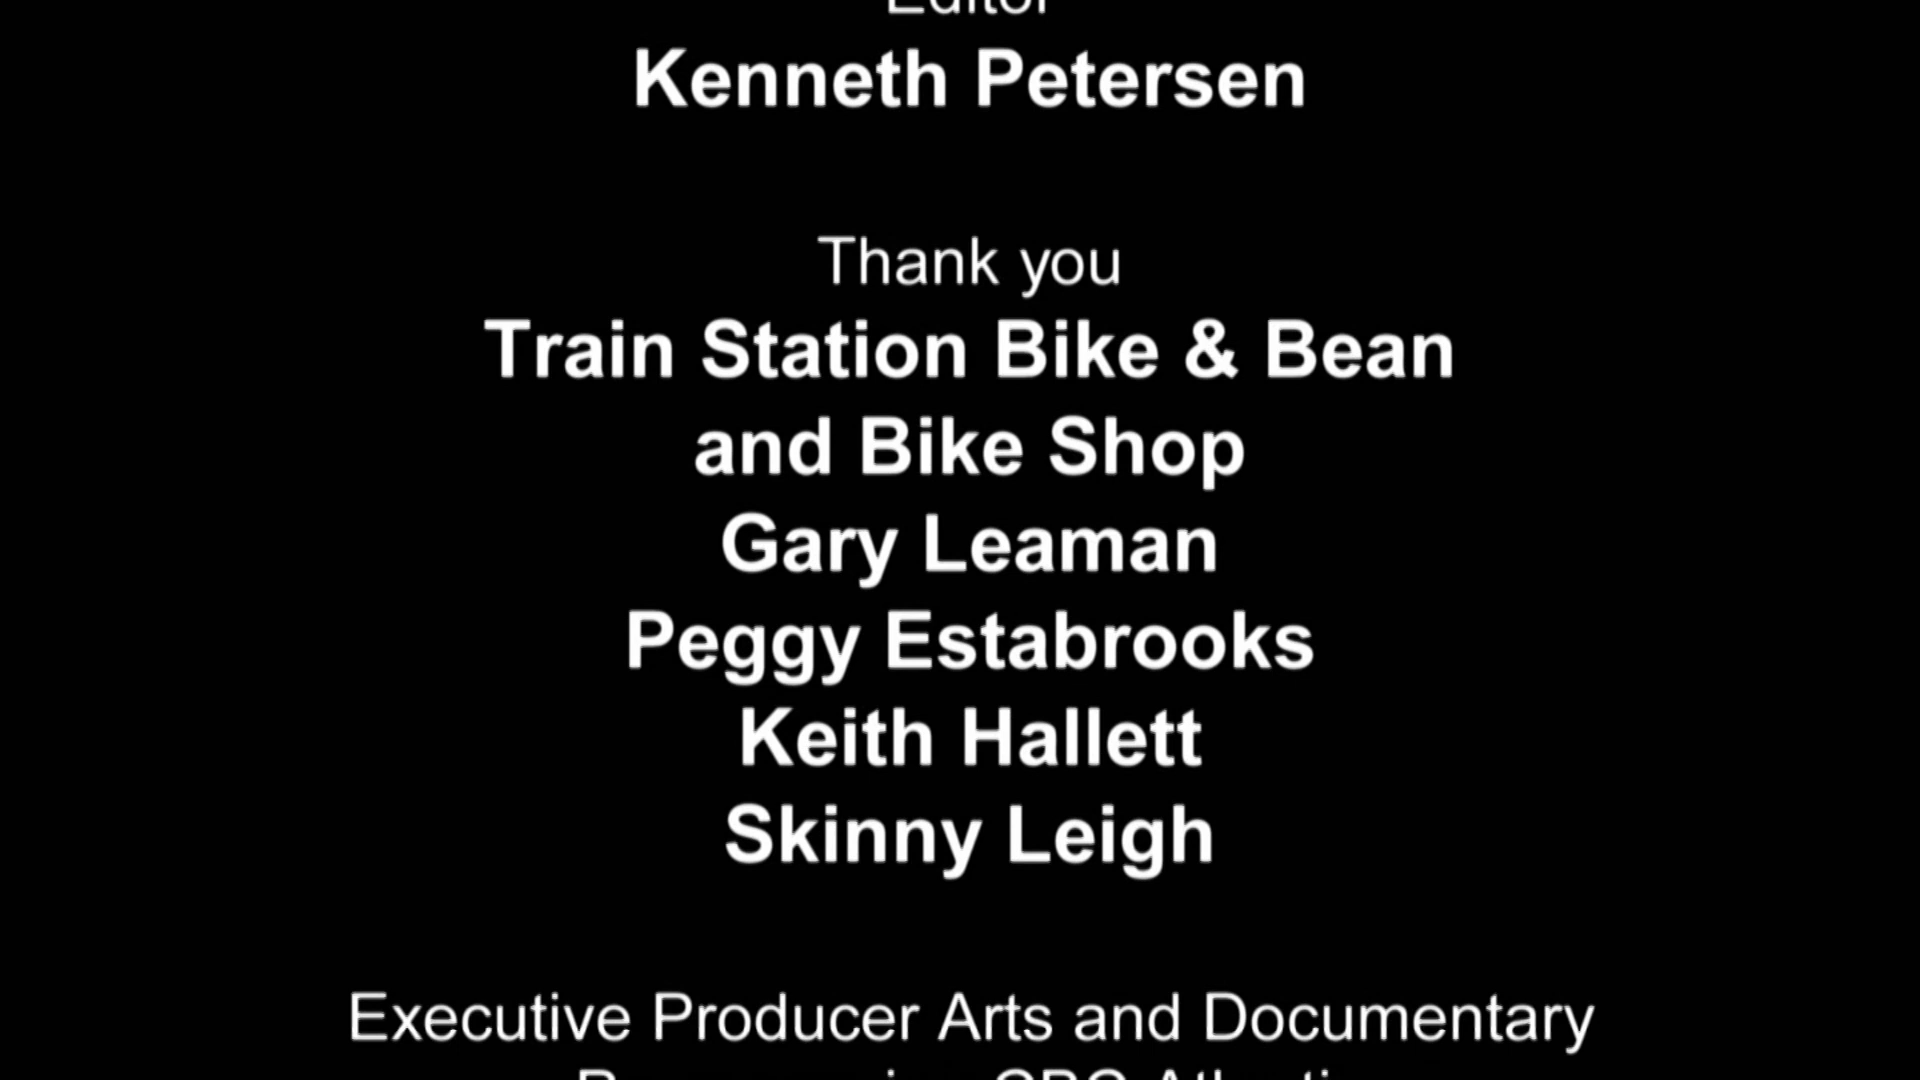 Editor
Kenneth Petersen
Thank you
Train Station Bike & Bean
and Bike Shop
Gary Leaman
Peggy Estabrooks
Keith Hallett
Skinny Leigh
Executive Producer Arts and Documentary